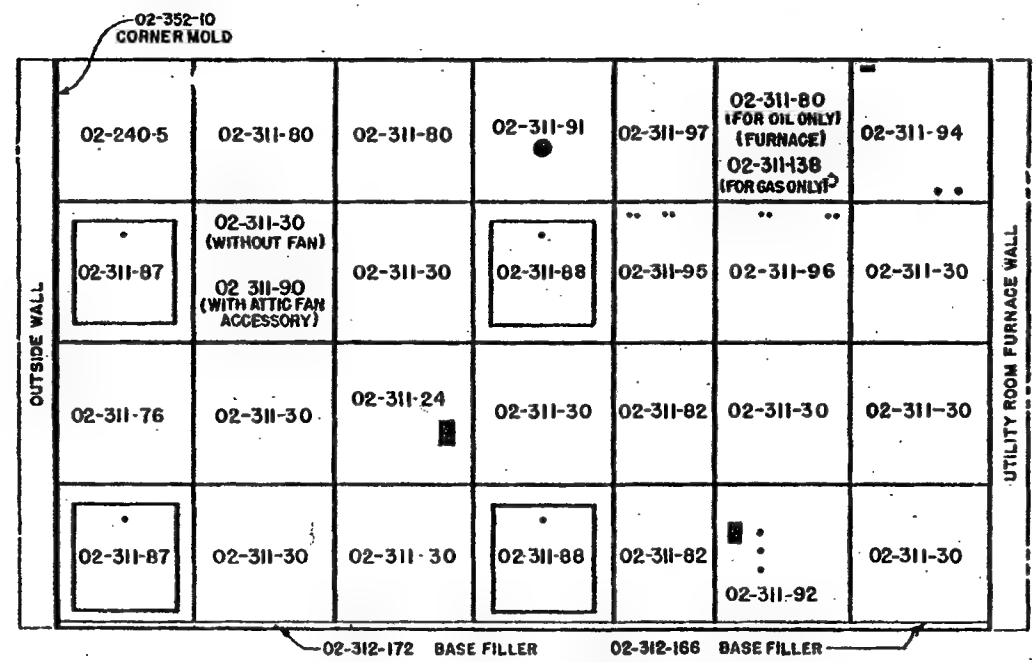 02-352-10
CORNER MOLD
02-240-5
02-311-80
02-311-80
02-311-91
02-311-97
02-311-80
(FOR OIL ONLY)
(FURNACE)
02-311-138
(FOR GAS ONLY)
02-311-94
02-311-87
02-311-30
(WITHOUT FAN)
02 311-90
(WITH ATTIC FAN
ACCESSORY)
02-311-30
02-311-88
02-311-95
02-311-96
02-311-30
OUTSIDE WALL
UTILITY ROOM FURNACE WALL
02-311-76
02-311-30
02-311-24
02-311-30
02-311-82
02-311-30
02-311-30
02-311-87
02-311-30
02-311-30
02-311-88
02-311-82
02-311-92
02-311-30
02-312-172 BASE FILLER
02-312-166 BASE FILLER